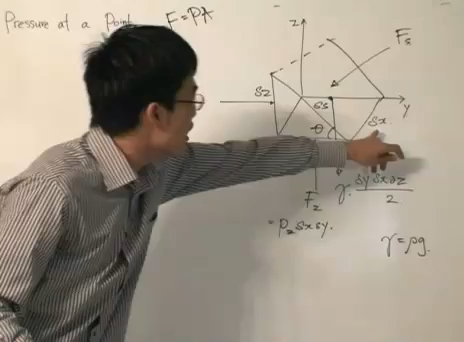 Pressure at a Point F = PA
z
Fs
δz
δs
y
θ
δx
Fz
γ · δyδxδz / 2
= Pz δx δy.
γ = ρg.